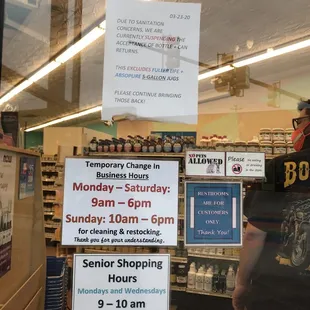 03-23-20
DUE TO SANITATION
CONCERNS, WE ARE
CURRENTLY SUSPENDING THE
ACCEPTANCE OF BOTTLE + CAN
RETURNS.
THIS EXCLUDES FULLER
5-GALLON JUGS
PLEASE CONTINUE BRINGING
THOSE BACK!
Temporary Change In
Business Hours
Monday – Saturday:
9am – 6pm
Sunday: 10am – 6pm
for cleaning & restocking.
Thank you for your understanding.
Senior Shopping
Hours
Mondays and Wednesdays
9 – 10 am
NO PETS
ALLOWED
PLEASE
RESTROOMS
ARE FOR
CUSTOMERS
ONLY
THANK YOU!
BO